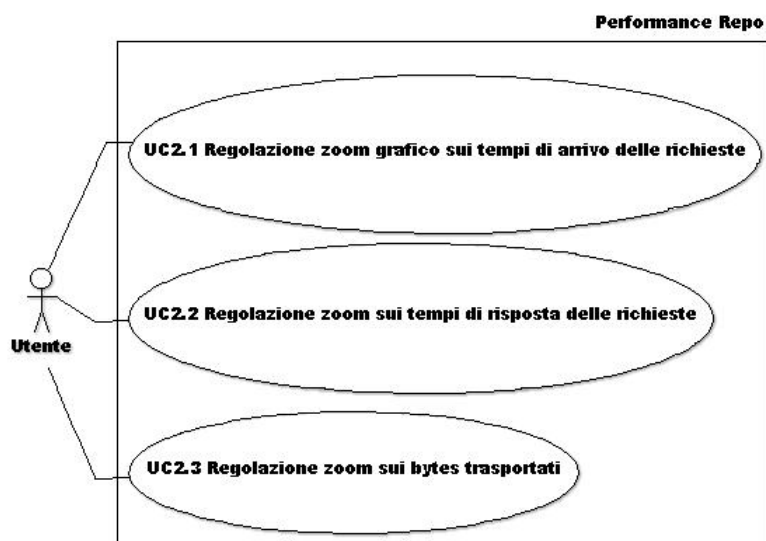 Performance Repo
UC2.1 Regolazione zoom grafico sui tempi di arrivo delle richieste
UC2.2 Regolazione zoom sui tempi di risposta delle richieste
Utente
UC2.3 Regolazione zoom sui bytes trasportati